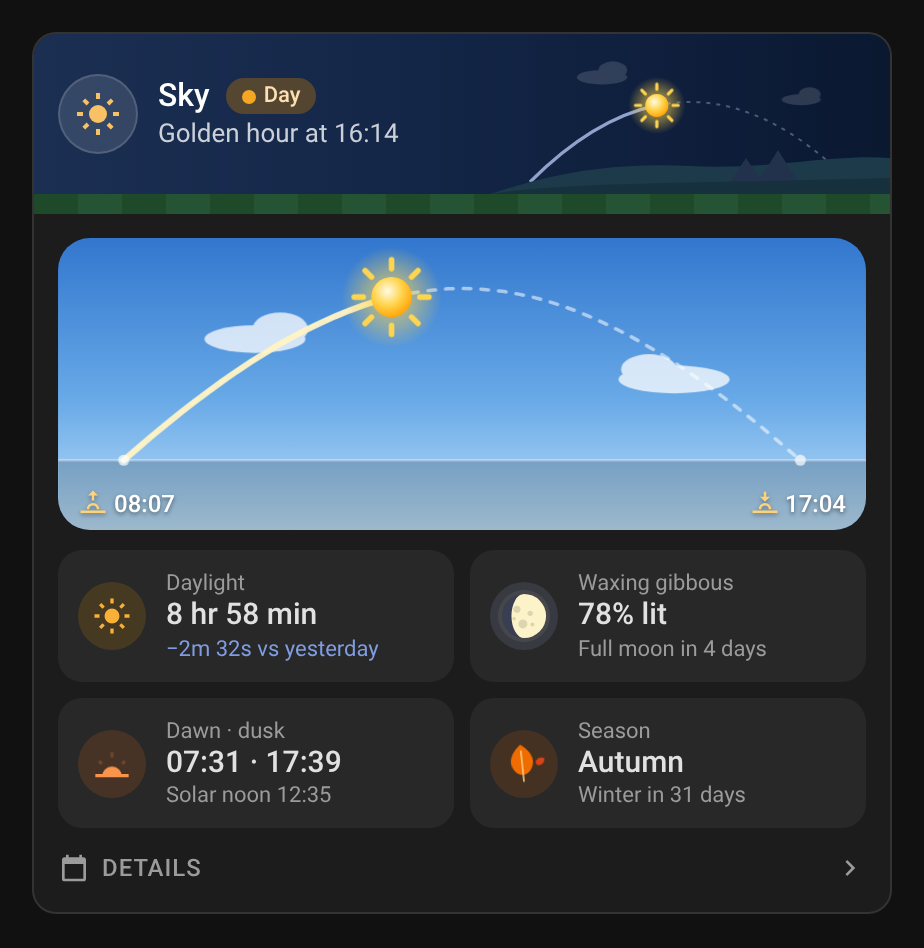 Sky
Day
Golden hour at 16:14
08:07
17:04
Daylight
8 hr 58 min
−2m 32s vs yesterday
Waxing gibbous
78% lit
Full moon in 4 days
Dawn · dusk
07:31 · 17:39
Solar noon 12:35
Season
Autumn
Winter in 31 days
DETAILS